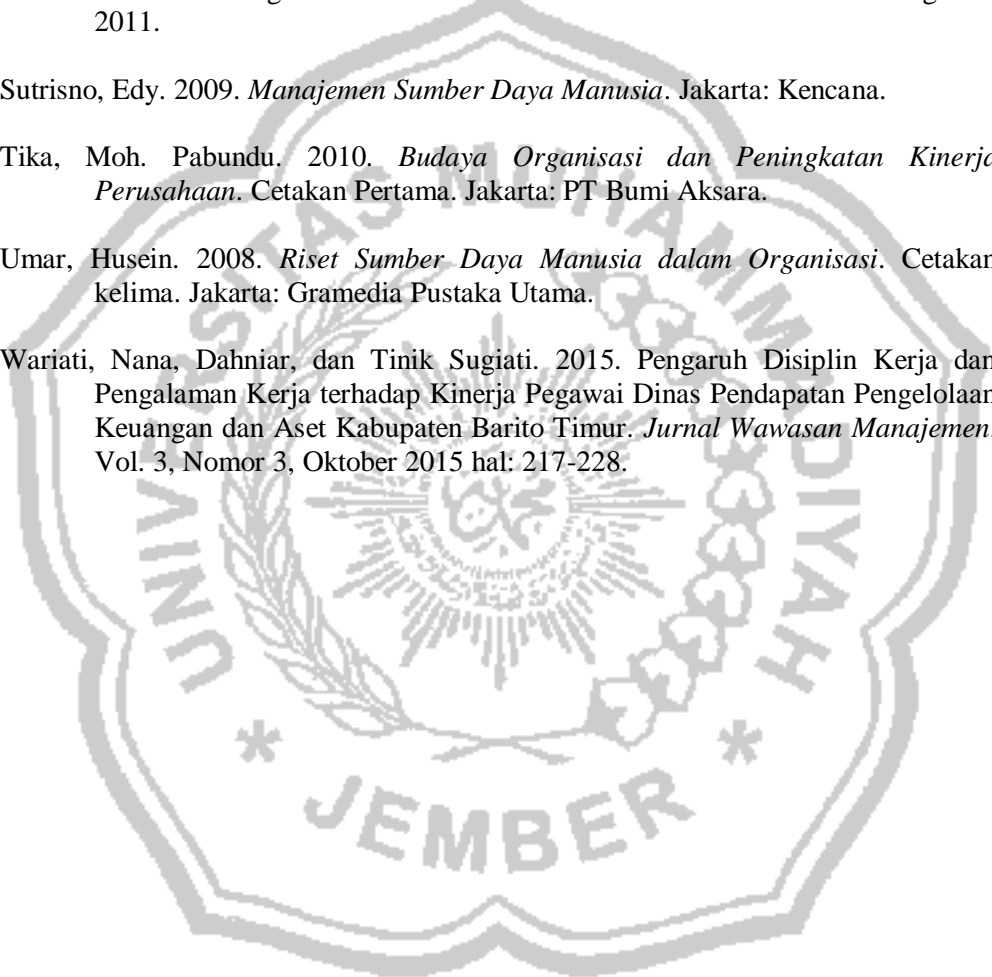 2011.
Sutrisno, Edy. 2009. Manajemen Sumber Daya Manusia. Jakarta: Kencana.
Tika, Moh. Pabundu. 2010. Budaya Organisasi dan Peningkatan Kinerja
Perusahaan. Cetakan Pertama. Jakarta: PT Bumi Aksara.
Umar, Husein. 2008. Riset Sumber Daya Manusia dalam Organisasi. Cetakan
kelima. Jakarta: Gramedia Pustaka Utama.
Wariati, Nana, Dahniar, dan Tinik Sugiati. 2015. Pengaruh Disiplin Kerja dan
Pengalaman Kerja terhadap Kinerja Pegawai Dinas Pendapatan Pengelolaan
Keuangan dan Aset Kabupaten Barito Timur. Jurnal Wawasan Manajemen.
Vol. 3, Nomor 3, Oktober 2015 hal: 217-228.
UNIVERSITAS MUHAMMADIYAH
* JEMBER *